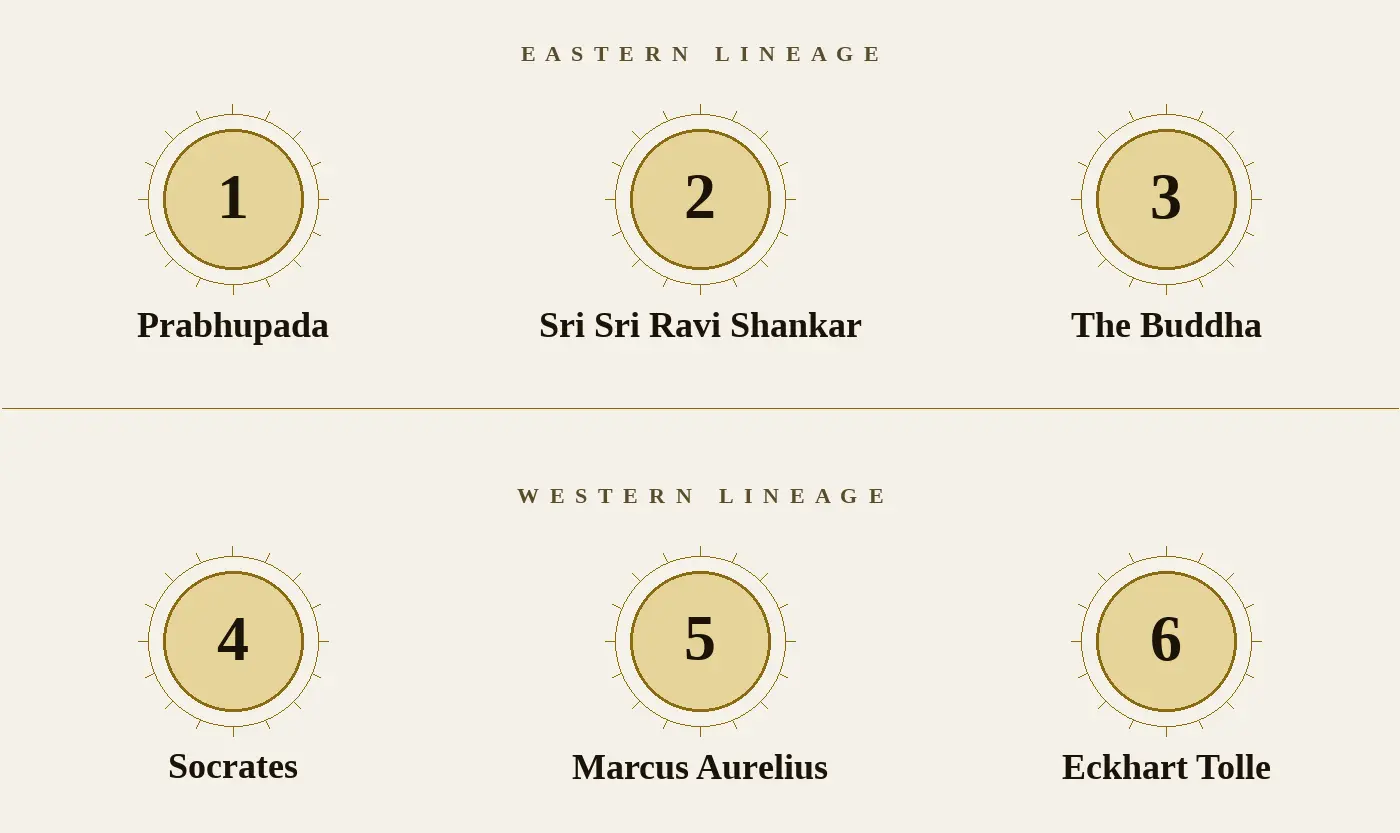 EASTERN LINEAGE
1 2 3
Prabhupada Sri Sri Ravi Shankar The Buddha
WESTERN LINEAGE
4 5 6
Socrates Marcus Aurelius Eckhart Tolle